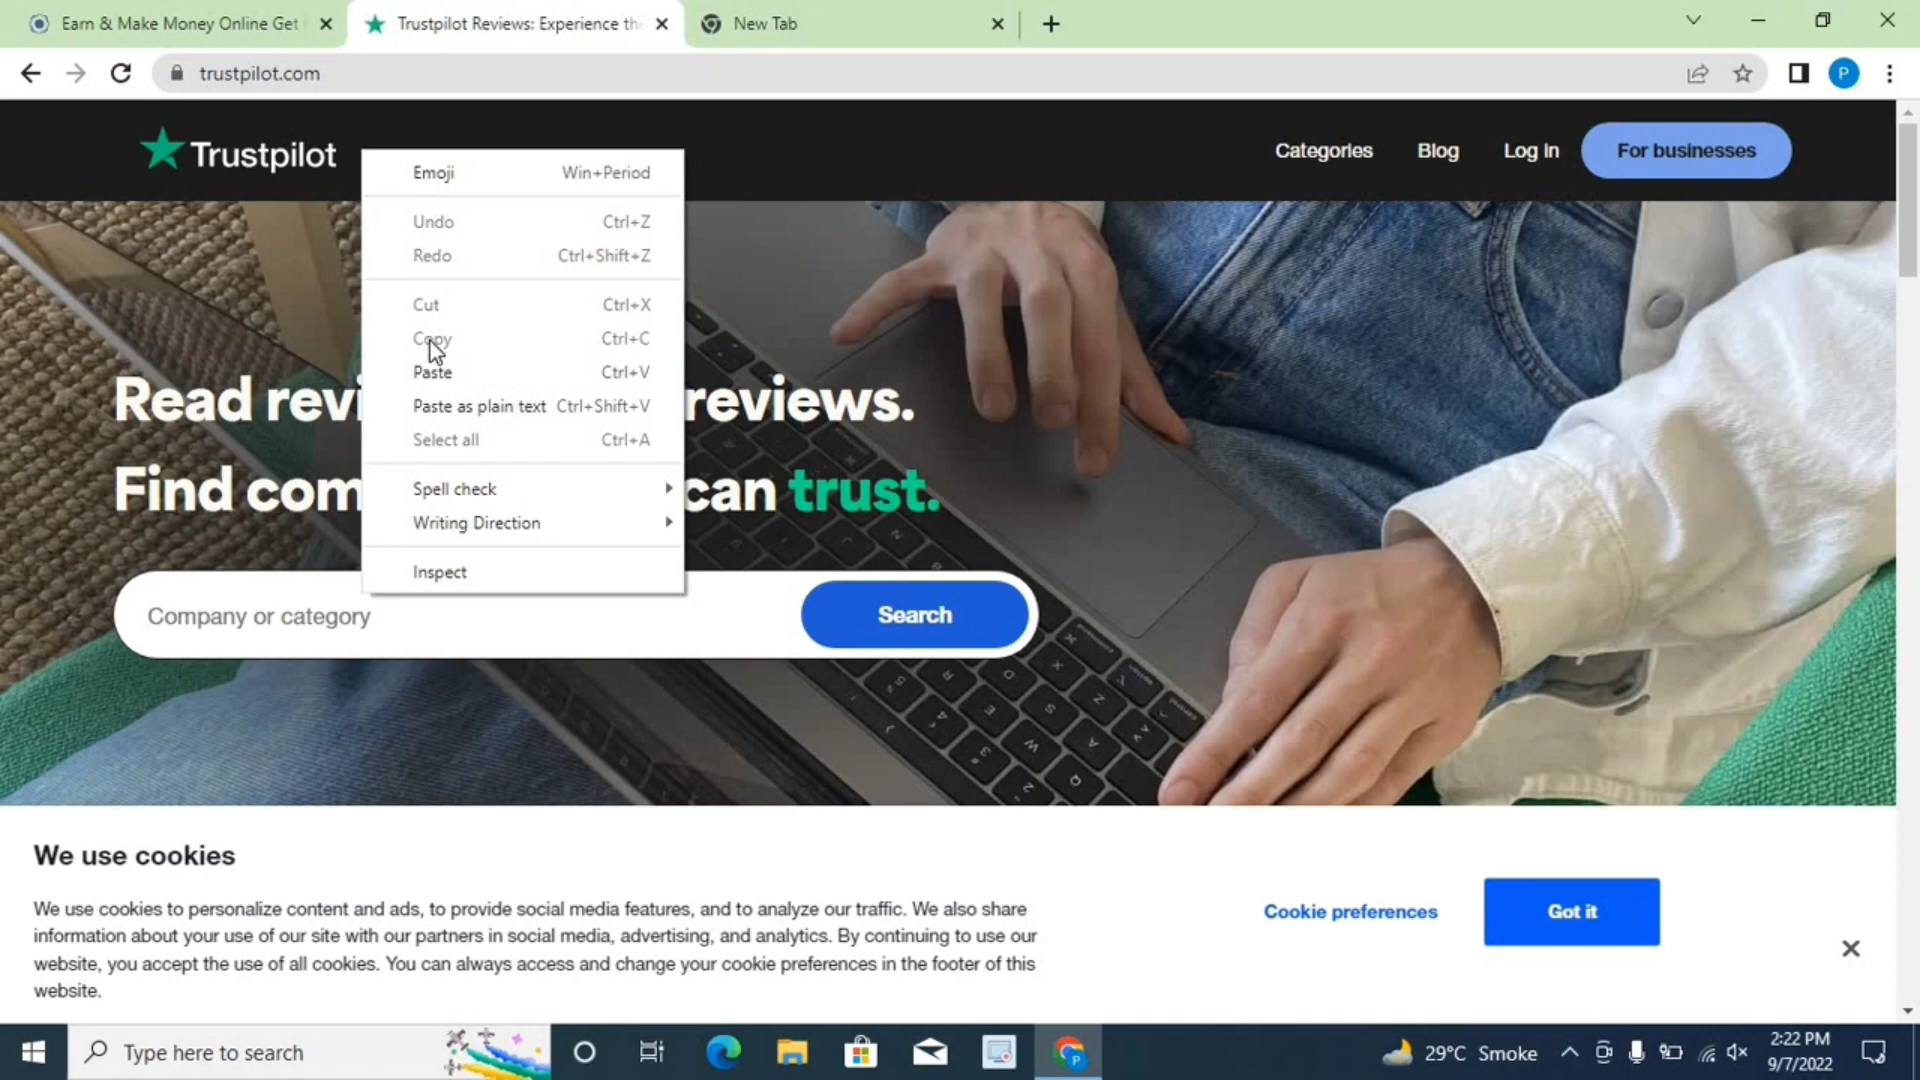 Earn & Make Money Online Get
Trustpilot Reviews: Experience the
New Tab
trustpilot.com
P
Trustpilot
Categories
Blog
Log In
For businesses
Emoji Win+Period
Undo Ctrl+Z
Redo Ctrl+Shift+Z
Cut Ctrl+X
Copy Ctrl+C
Paste Ctrl+V
Paste as plain text Ctrl+Shift+V
Select all Ctrl+A
Spell check
Writing Direction
Inspect
Read revi reviews.
Find com can trust.
Company or category
Search
We use cookies
We use cookies to personalize content and ads, to provide social media features, and to analyze our traffic. We also share
information about your use of our site with our partners in social media, advertising, and analytics. By continuing to use our
website, you accept the use of all cookies. You can always access and change your cookie preferences in the footer of this
website.
Cookie preferences
Got it
Type here to search
P
29°C Smoke
2:22 PM
9/7/2022